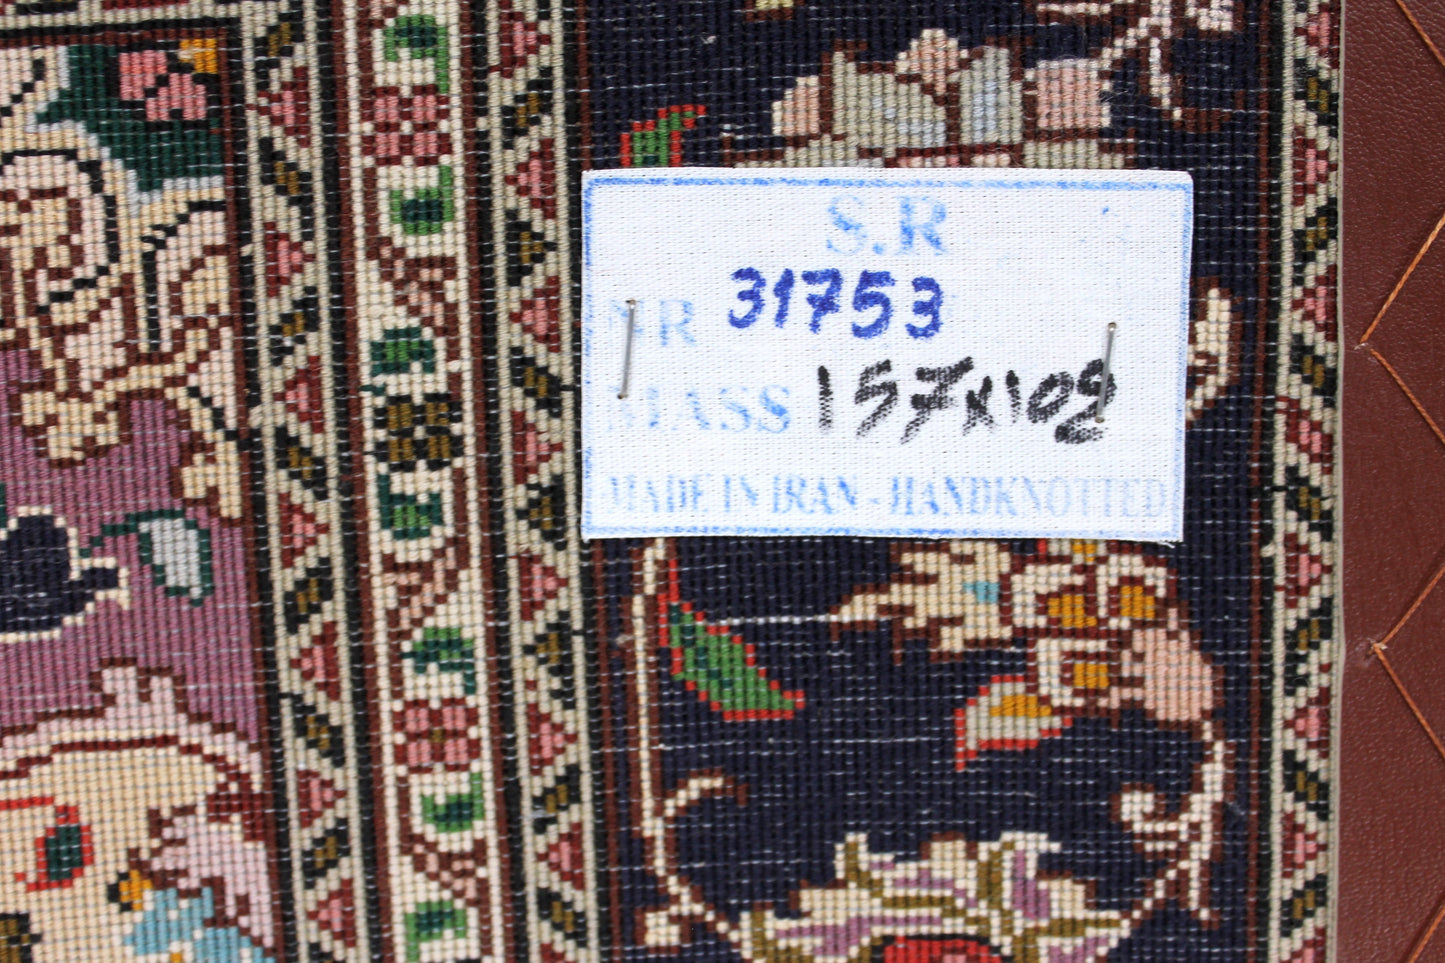 S.R
NR 31753
MASS 157x102
MADE IN IRAN - HANDKNOTTED